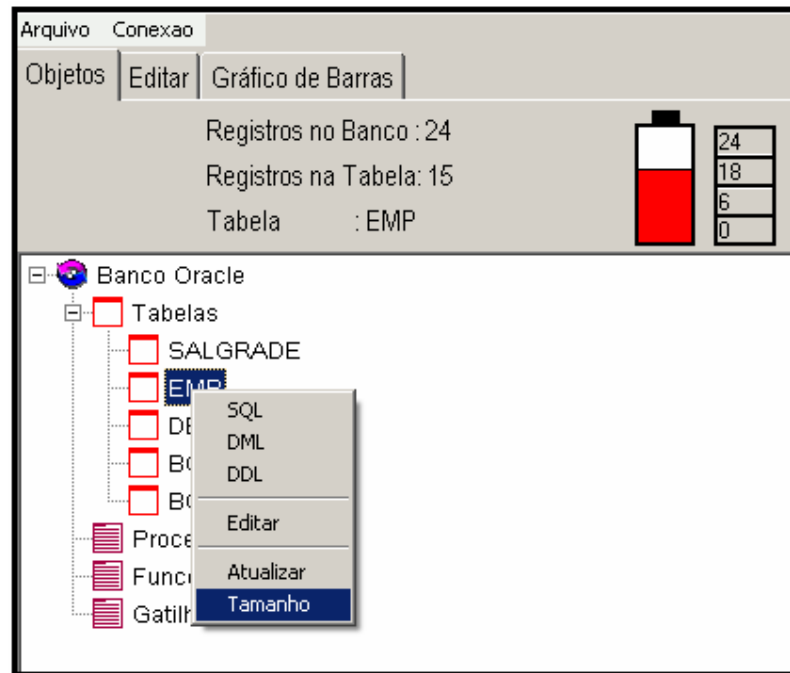 Arquivo Conexao
Objetos Editar Gráfico de Barras
Registros no Banco : 24
Registros na Tabela: 15
Tabela : EMP
24
18
6
0
Banco Oracle
Tabelas
SALGRADE
EMP
SQL
DML
DDL
Editar
Atualizar
Tamanho